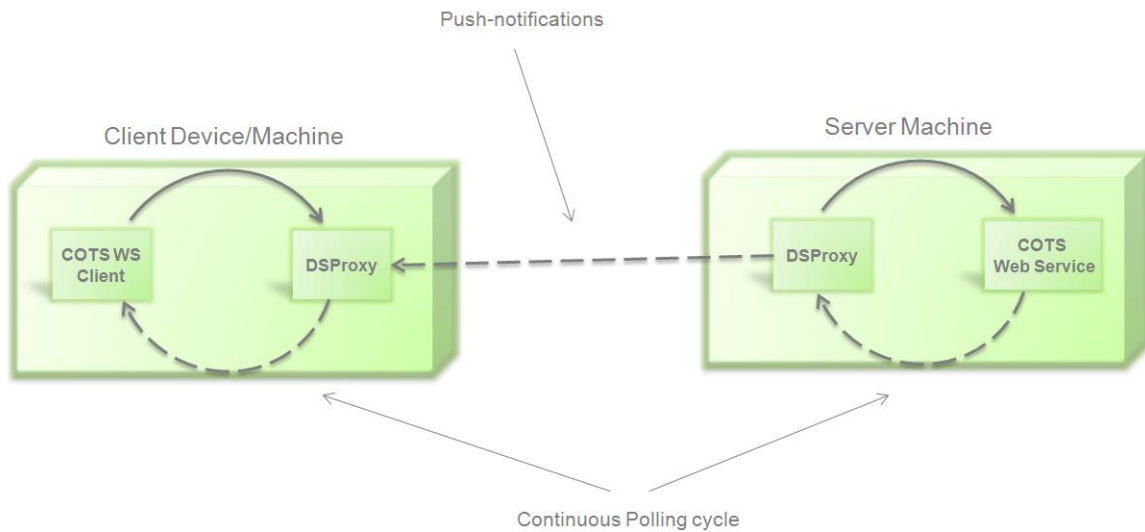 Push-notifications
Client Device/Machine
Server Machine
COTS WS
Client
DSProxy
DSProxy
COTS
Web Service
Continuous Polling cycle